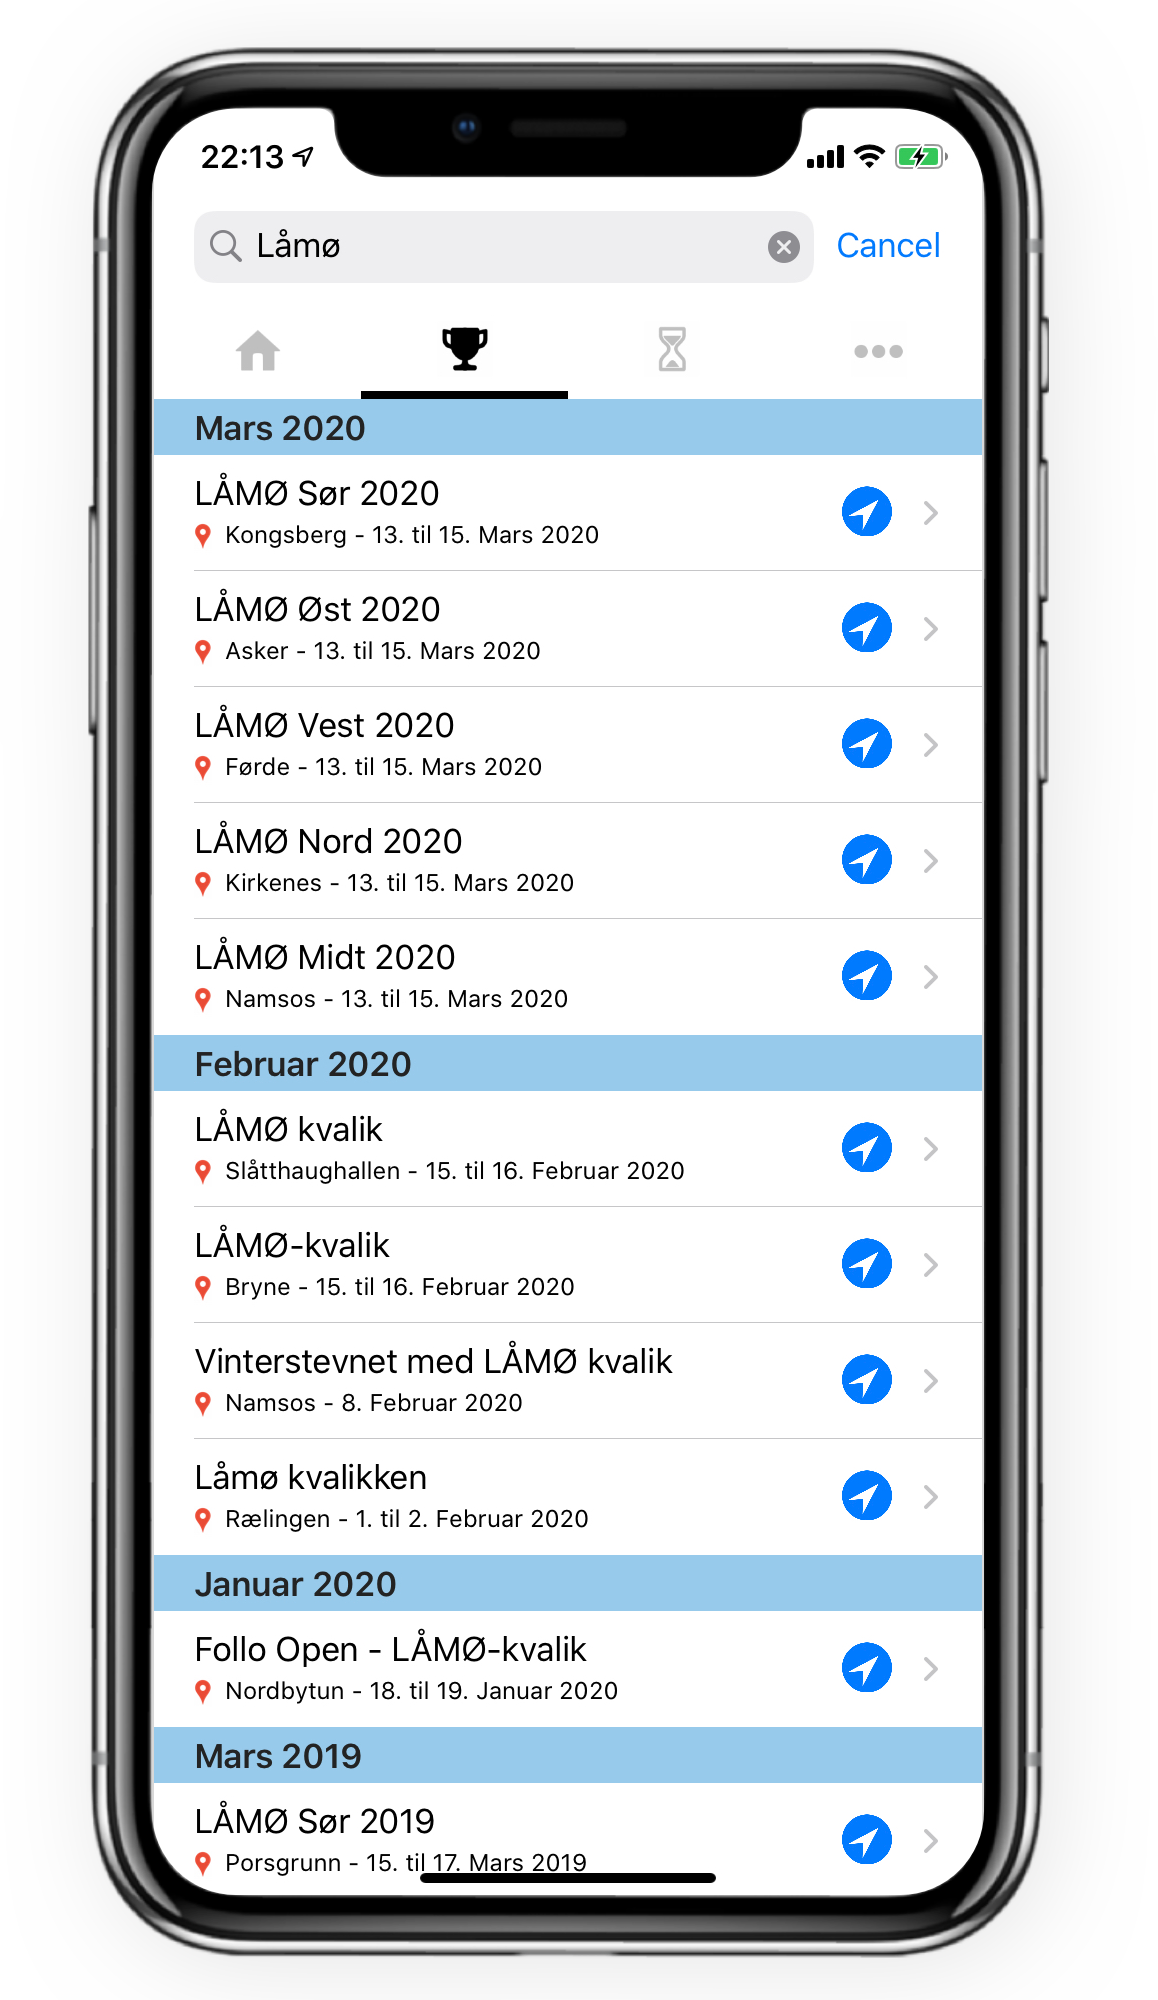 22:13
Låmø
Cancel
Mars 2020
LÅMØ Sør 2020
Kongsberg - 13. til 15. Mars 2020
LÅMØ Øst 2020
Asker - 13. til 15. Mars 2020
LÅMØ Vest 2020
Førde - 13. til 15. Mars 2020
LÅMØ Nord 2020
Kirkenes - 13. til 15. Mars 2020
LÅMØ Midt 2020
Namsos - 13. til 15. Mars 2020
Februar 2020
LÅMØ kvalik
Slåtthaughallen - 15. til 16. Februar 2020
LÅMØ-kvalik
Bryne - 15. til 16. Februar 2020
Vinterstevnet med LÅMØ kvalik
Namsos - 8. Februar 2020
Låmø kvalikken
Rælingen - 1. til 2. Februar 2020
Januar 2020
Follo Open - LÅMØ-kvalik
Nordbytun - 18. til 19. Januar 2020
Mars 2019
LÅMØ Sør 2019
Porsgrunn - 15. til 17. Mars 2019